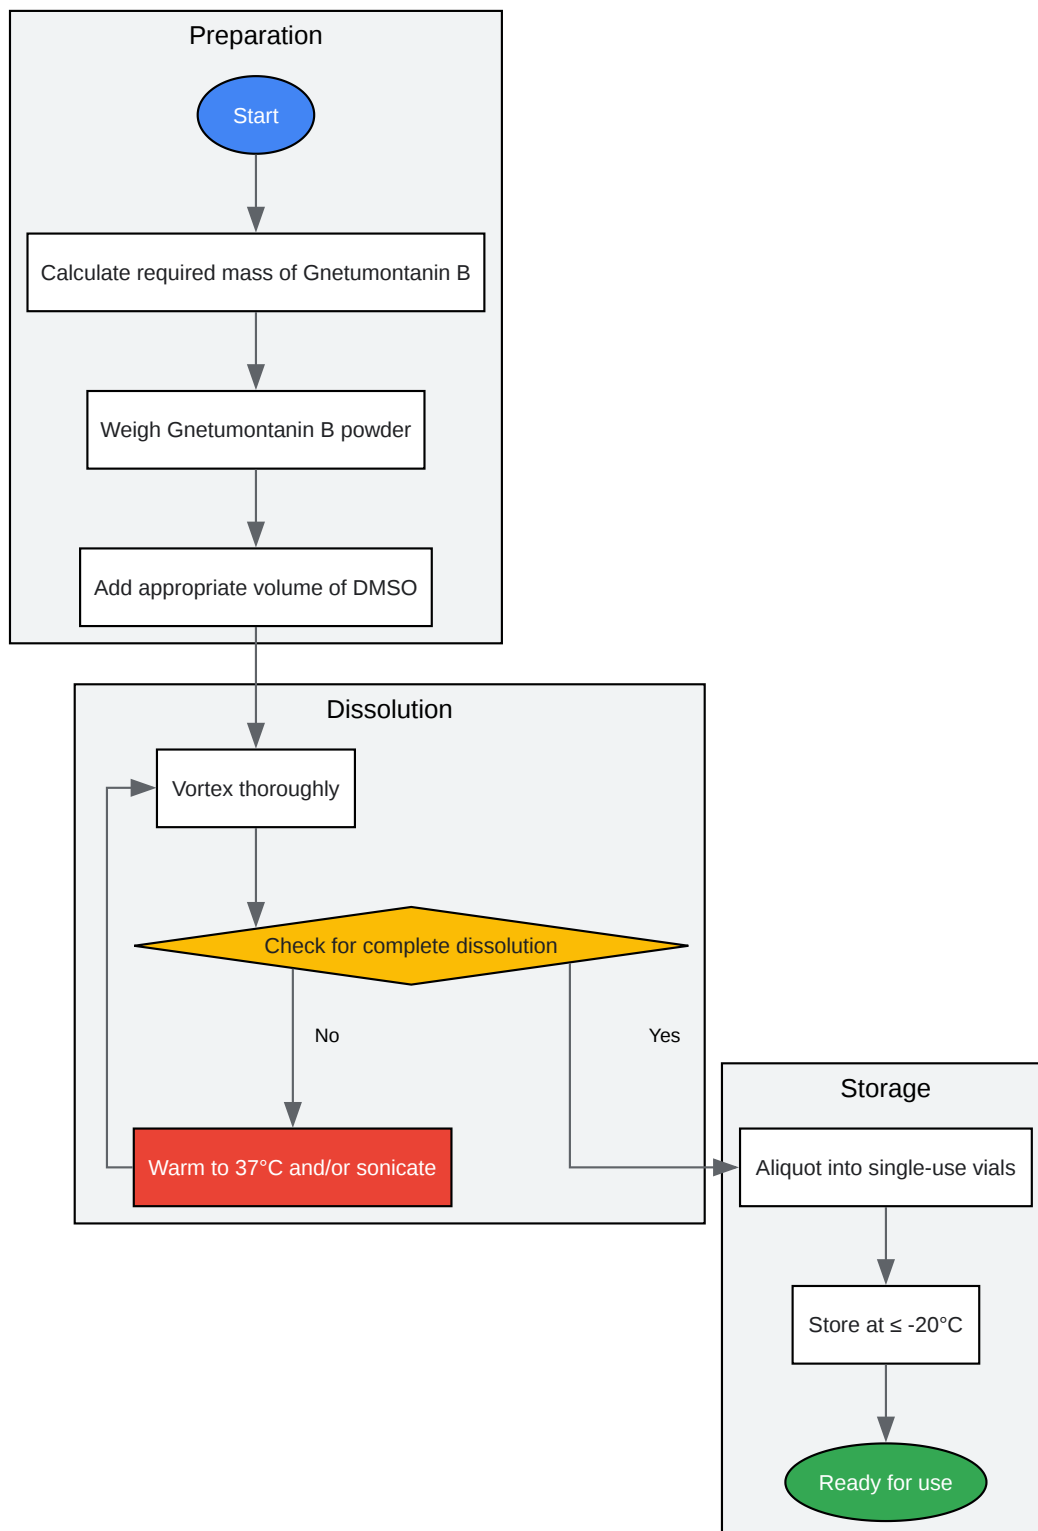 Preparation
Start
Calculate required mass of Gnetumontanin B
Weigh Gnetumontanin B powder
Add appropriate volume of DMSO
Dissolution
Vortex thoroughly
Check for complete dissolution
No
Yes
Warm to 37°C and/or sonicate
Storage
Aliquot into single-use vials
Store at ≤ -20°C
Ready for use